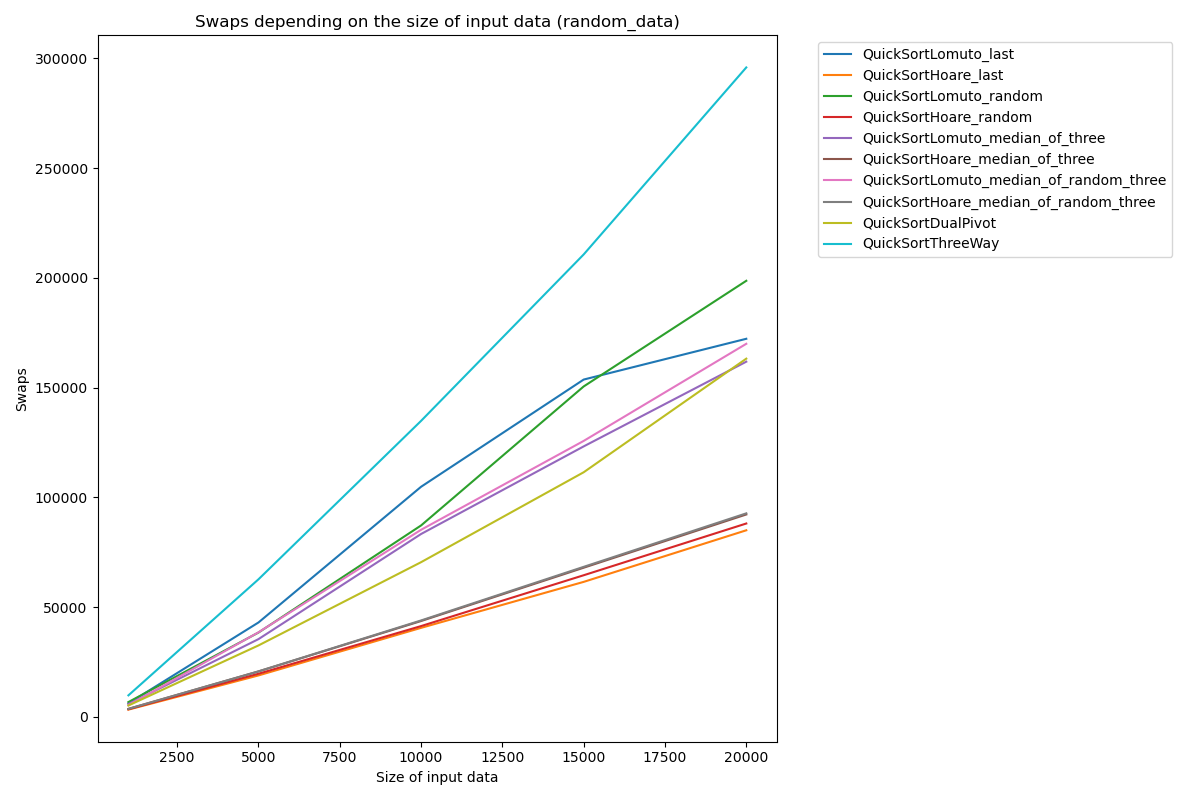 Swaps depending on the size of input data (random_data)
300000
250000
200000
150000
100000
50000
0
Swaps
2500 5000 7500 10000 12500 15000 17500 20000
Size of input data
QuickSortLomuto_last
QuickSortHoare_last
QuickSortLomuto_random
QuickSortHoare_random
QuickSortLomuto_median_of_three
QuickSortHoare_median_of_three
QuickSortLomuto_median_of_random_three
QuickSortHoare_median_of_random_three
QuickSortDualPivot
QuickSortThreeWay